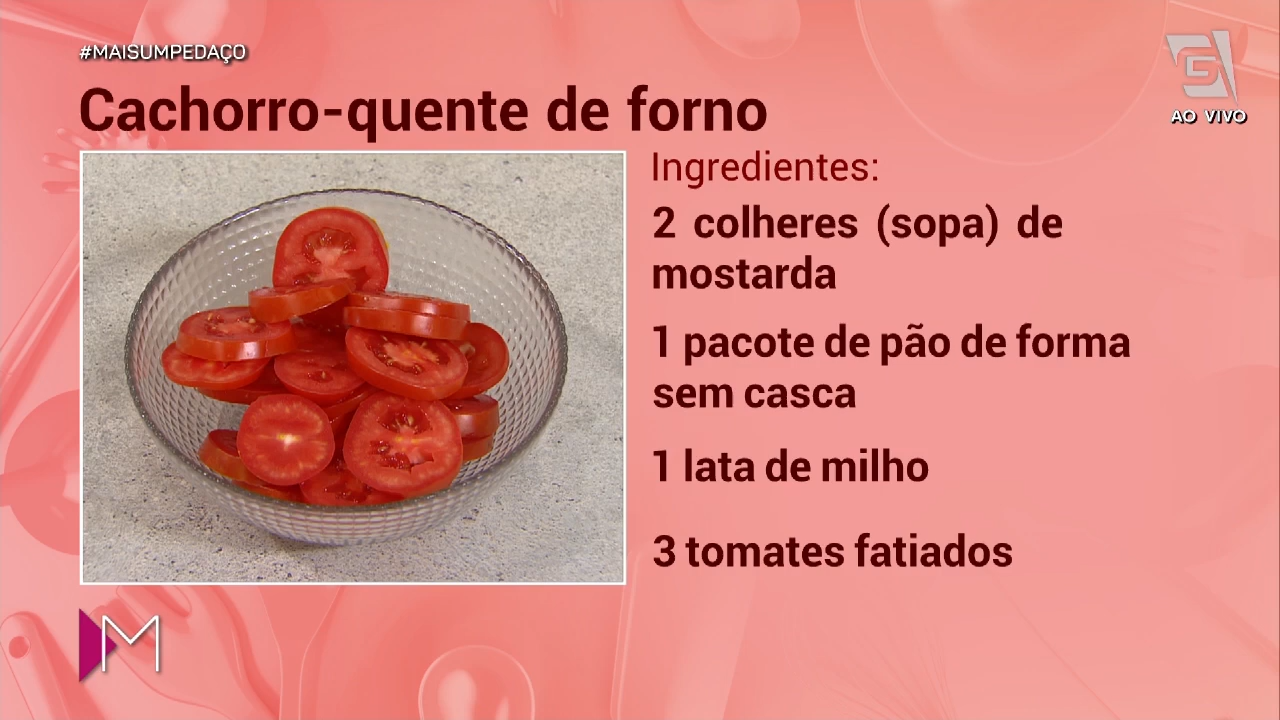 #MAISUMPEDAÇO
AO VIVO
Cachorro-quente de forno
Ingredientes:
2 colheres (sopa) de
mostarda
1 pacote de pão de forma
sem casca
1 lata de milho
3 tomates fatiados
M